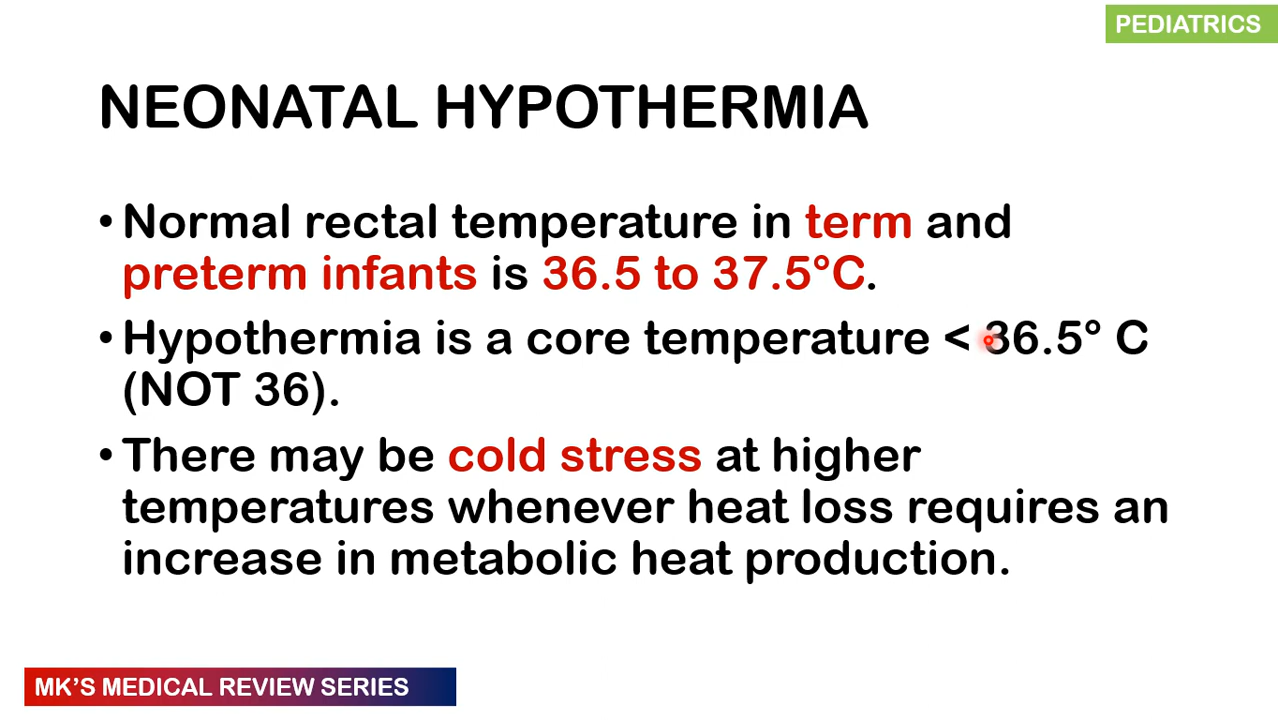 PEDIATRICS
NEONATAL HYPOTHERMIA
• Normal rectal temperature in term and
preterm infants is 36.5 to 37.5°C.
• Hypothermia is a core temperature < 36.5° C
(NOT 36).
• There may be cold stress at higher
temperatures whenever heat loss requires an
increase in metabolic heat production.
MK'S MEDICAL REVIEW SERIES